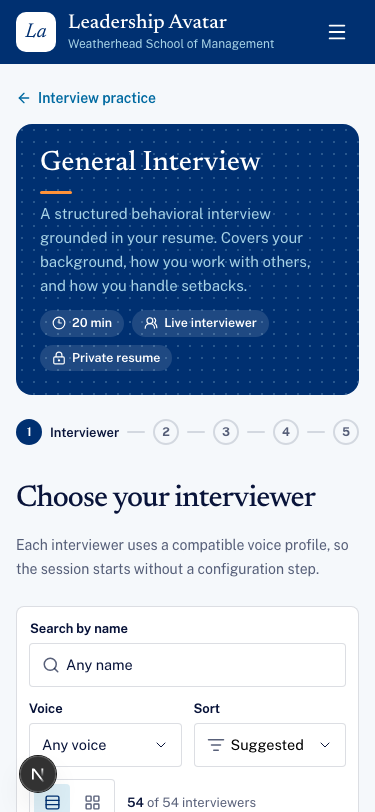 La
Leadership Avatar
Weatherhead School of Management
Interview practice
General Interview
A structured behavioral interview
grounded in your resume. Covers your
background, how you work with others,
and how you handle setbacks.
20 min
Live interviewer
Private resume
1 Interviewer 2 3 4 5
Choose your interviewer
Each interviewer uses a compatible voice profile, so
the session starts without a configuration step.
Search by name
Any name
Voice
Sort
Any voice
Suggested
N
54 of 54 interviewers